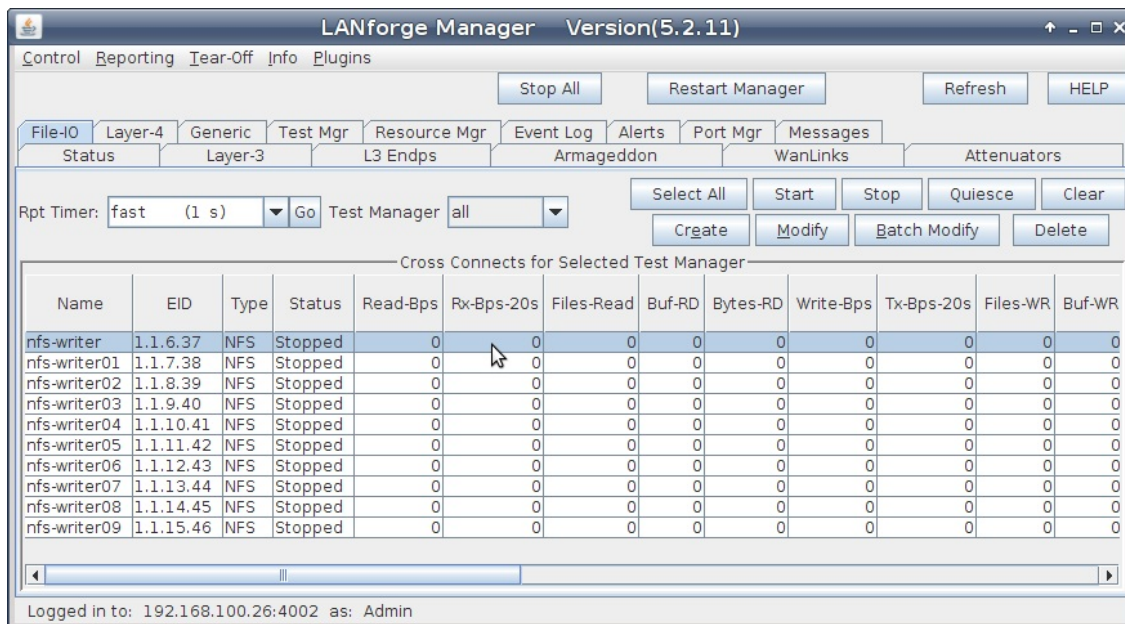 LANforge Manager Version(5.2.11)
Control Reporting Tear-Off Info Plugins
Stop All Restart Manager Refresh HELP
File-IO Layer-4 Generic Test Mgr Resource Mgr Event Log Alerts Port Mgr Messages
Status Layer-3 L3 Endps Armageddon WanLinks Attenuators
Select All Start Stop Quiesce Clear
Rpt Timer: fast (1 s) Go Test Manager all
Create Modify Batch Modify Delete
Cross Connects for Selected Test Manager
Name EID Type Status Read-Bps Rx-Bps-20s Files-Read Buf-RD Bytes-RD Write-Bps Tx-Bps-20s Files-WR Buf-WR
nfs-writer 1.1.6.37 NFS Stopped 0 0 0 0 0 0 0 0 0
nfs-writer01 1.1.7.38 NFS Stopped 0 0 0 0 0 0 0 0 0
nfs-writer02 1.1.8.39 NFS Stopped 0 0 0 0 0 0 0 0 0
nfs-writer03 1.1.9.40 NFS Stopped 0 0 0 0 0 0 0 0 0
nfs-writer04 1.1.10.41 NFS Stopped 0 0 0 0 0 0 0 0 0
nfs-writer05 1.1.11.42 NFS Stopped 0 0 0 0 0 0 0 0 0
nfs-writer06 1.1.12.43 NFS Stopped 0 0 0 0 0 0 0 0 0
nfs-writer07 1.1.13.44 NFS Stopped 0 0 0 0 0 0 0 0 0
nfs-writer08 1.1.14.45 NFS Stopped 0 0 0 0 0 0 0 0 0
nfs-writer09 1.1.15.46 NFS Stopped 0 0 0 0 0 0 0 0 0
Logged in to: 192.168.100.26:4002 as: Admin